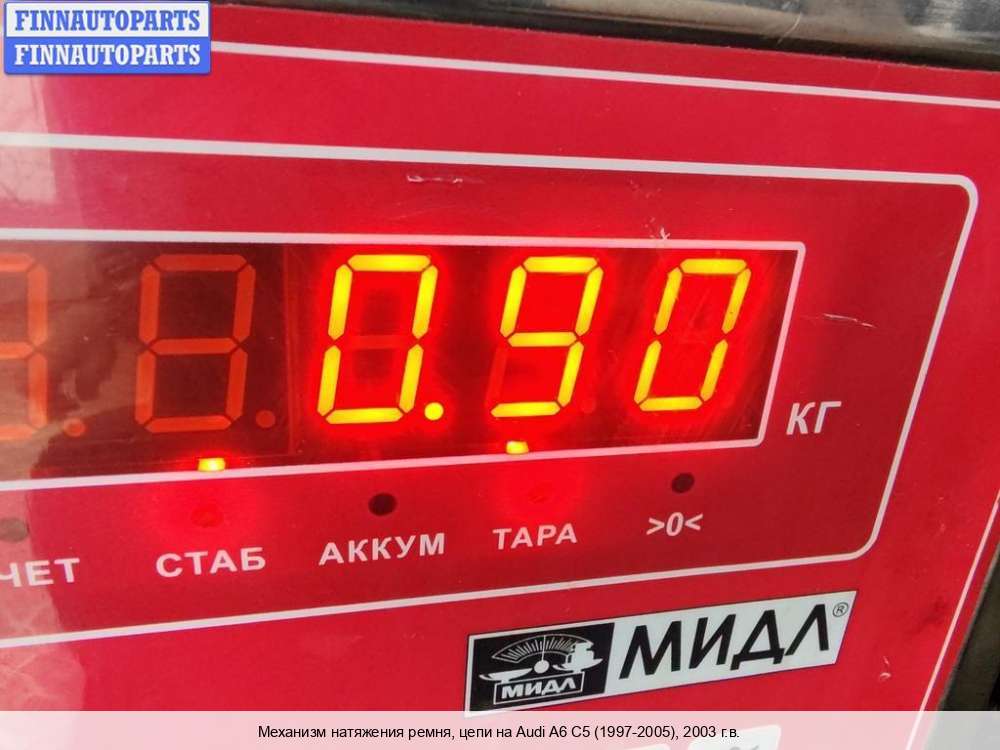 FINNAUTOPARTS
FINNAUTOPARTS
0.90
КГ
ЧЕТ СТАБ АККУМ ТАРА >0<
МИДЛ МИДЛ®
Механизм натяжения ремня, цепи на Audi A6 C5 (1997-2005), 2003 г.в.